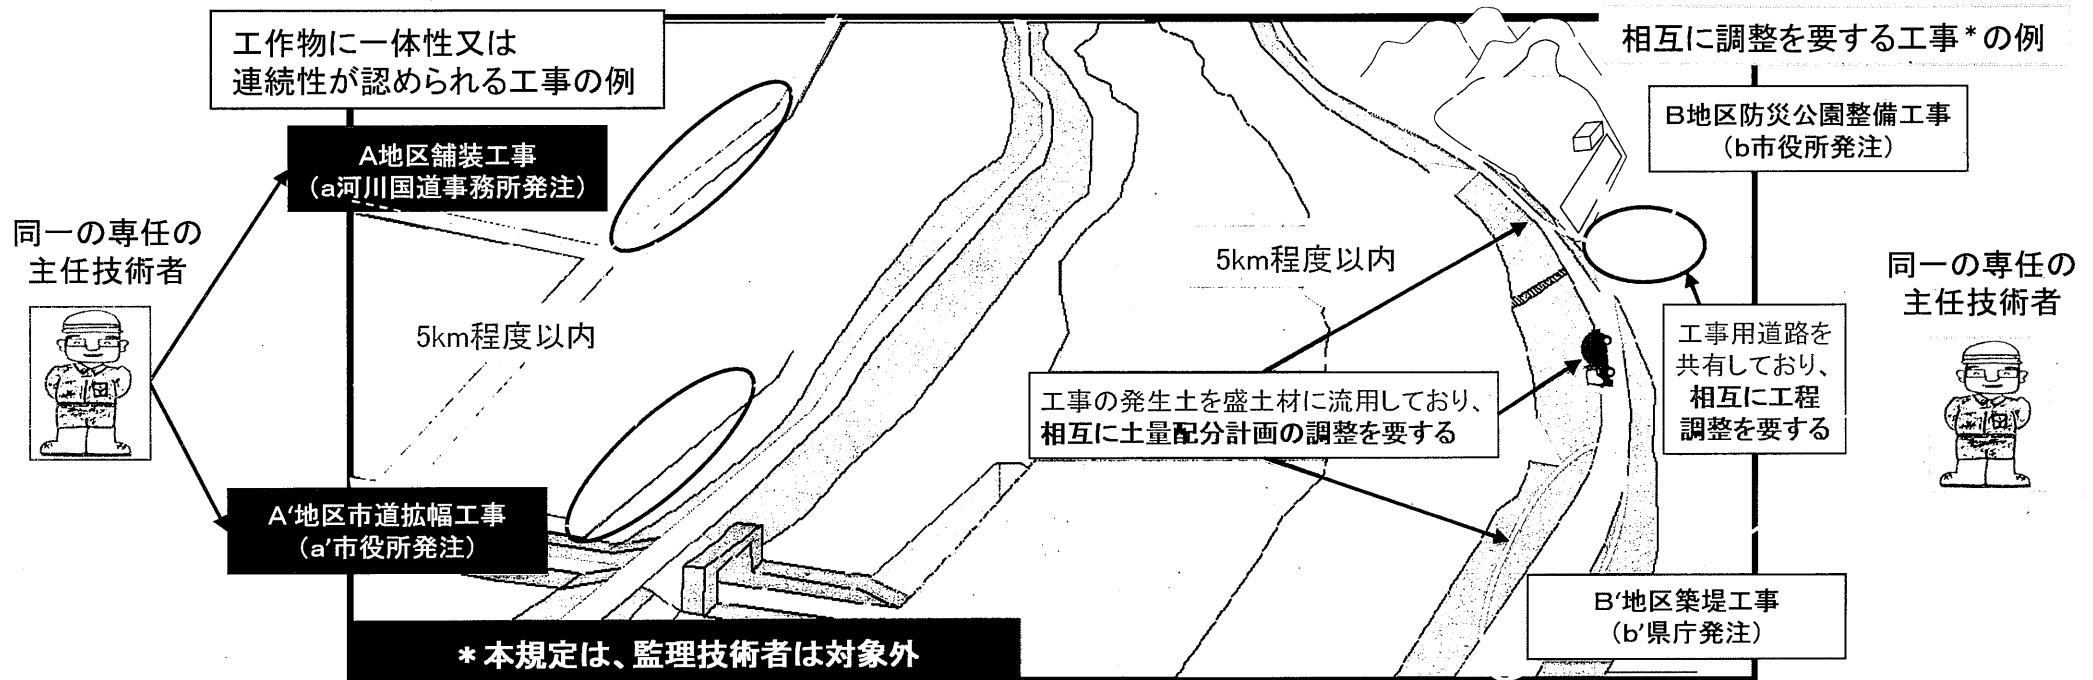 工作物に一体性又は
連続性が認められる工事の例
A地区舗装工事
(a河川国道事務所発注)
同一の専任の
主任技術者
5km程度以内
A'地区市道拡幅工事
(a'市役所発注)
＊本規定は、監理技術者は対象外
相互に調整を要する工事*の例
B地区防災公園整備工事
(b市役所発注)
5km程度以内
同一の専任の
主任技術者
工事用道路を
共有しており、
相互に工程
調整を要する
工事の発生土を盛土材に流用しており、
相互に土量配分計画の調整を要する
B'地区築堤工事
(b'県庁発注)